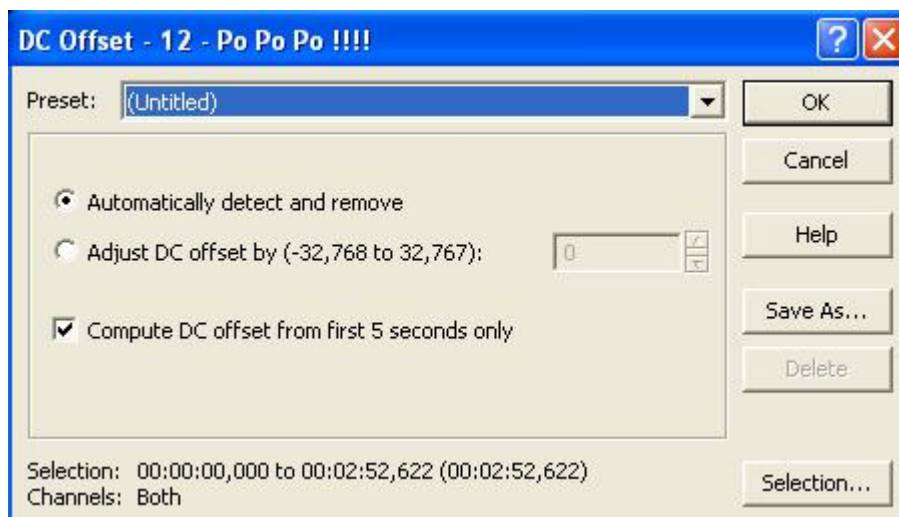 DC Offset - 12 - Po Po Po !!!!
Preset: (Untitled)
OK
Cancel
Automatically detect and remove
Adjust DC offset by (-32,768 to 32,767): 0
Help
Compute DC offset from first 5 seconds only
Save As...
Delete
Selection: 00:00:00,000 to 00:02:52,622 (00:02:52,622)
Channels: Both
Selection...